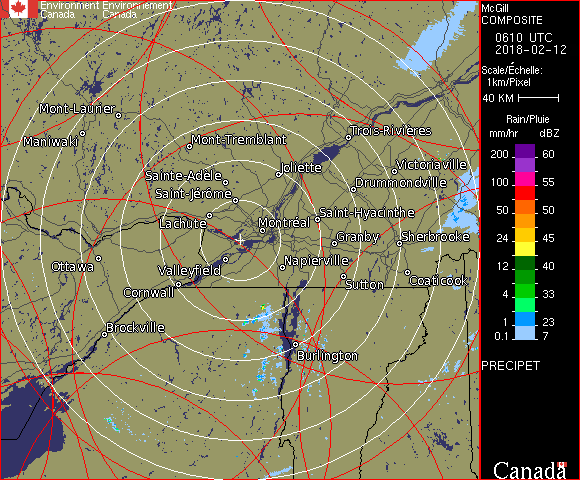 Environment Environnement
Canada Canada
McGill
COMPOSITE
0610 UTC
2018-02-12
Scale/Échelle:
1km/Pixel
40 KM
Rain/Pluie
mm/hr dBZ
200 60
100 55
50 50
24 45
12 40
4 33
1 23
0.1 7
PRECIPET
Canada
Mont-Laurier
Maniwaki
Mont-Tremblant
Trois-Rivières
Joliette
Victoriaville
Sainte-Adèle
Drummondville
Saint-Jérôme
Lachute
Saint-Hyacinthe
Montréal
Granby
Sherbrooke
Ottawa
Valleyfield
Napierville
Cornwall
Sutton
Coaticook
Brockville
Burlington